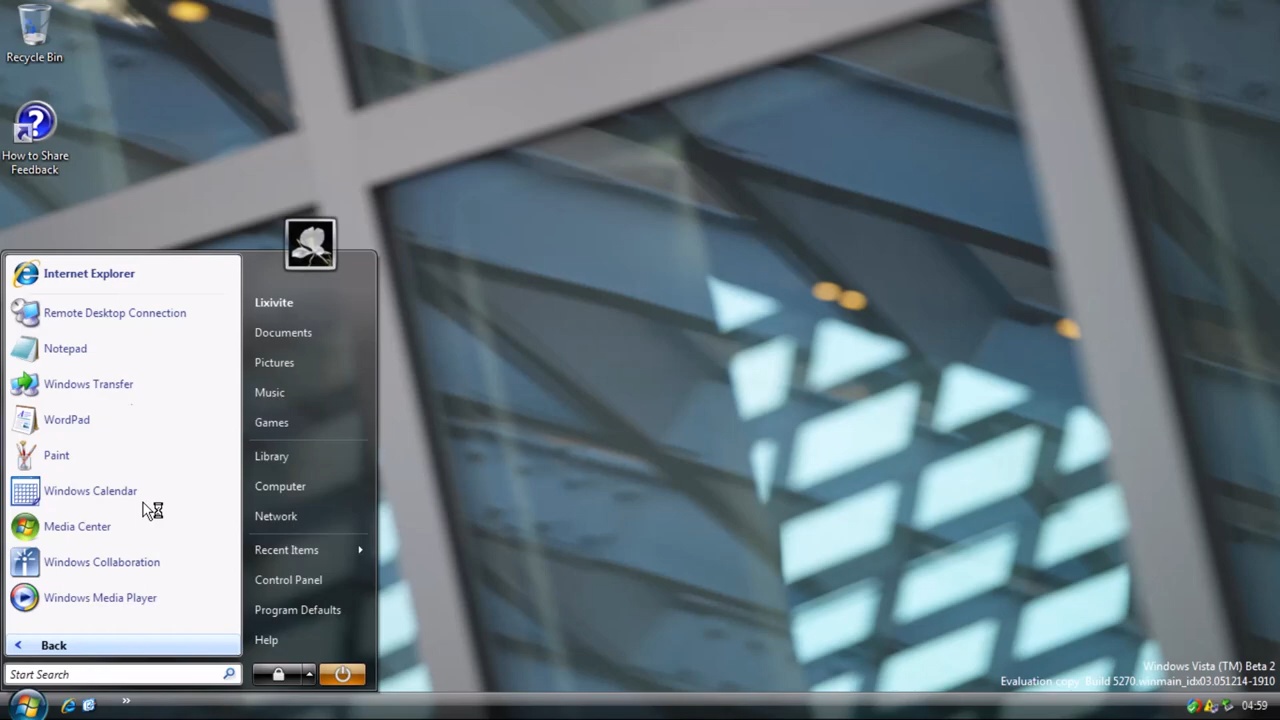 Recycle Bin
How to Share
Feedback
Internet Explorer
Remote Desktop Connection
Notepad
Windows Transfer
WordPad
Paint
Windows Calendar
Media Center
Windows Collaboration
Windows Media Player
Back
Start Search
Lixivite
Documents
Pictures
Music
Games
Library
Computer
Network
Recent Items
Control Panel
Program Defaults
Help
Windows Vista (TM) Beta 2
Evaluation copy. Build 5270.winmain_idx03.051214-1910
04:59